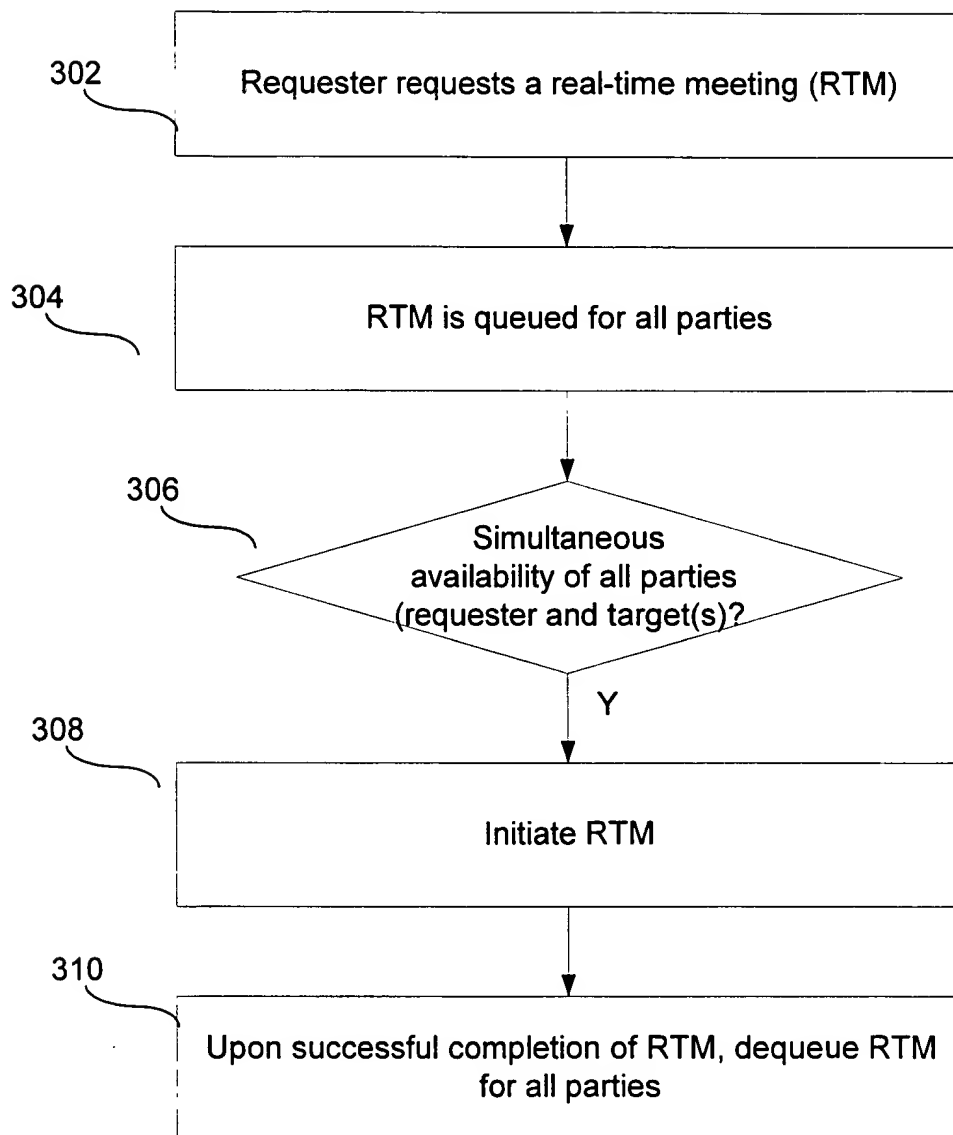 302
Requester requests a real-time meeting (RTM)
304
RTM is queued for all parties
306
Simultaneous
availability of all parties
(requester and target(s)?
Y
308
Initiate RTM
310
Upon successful completion of RTM, dequeue RTM
for all parties